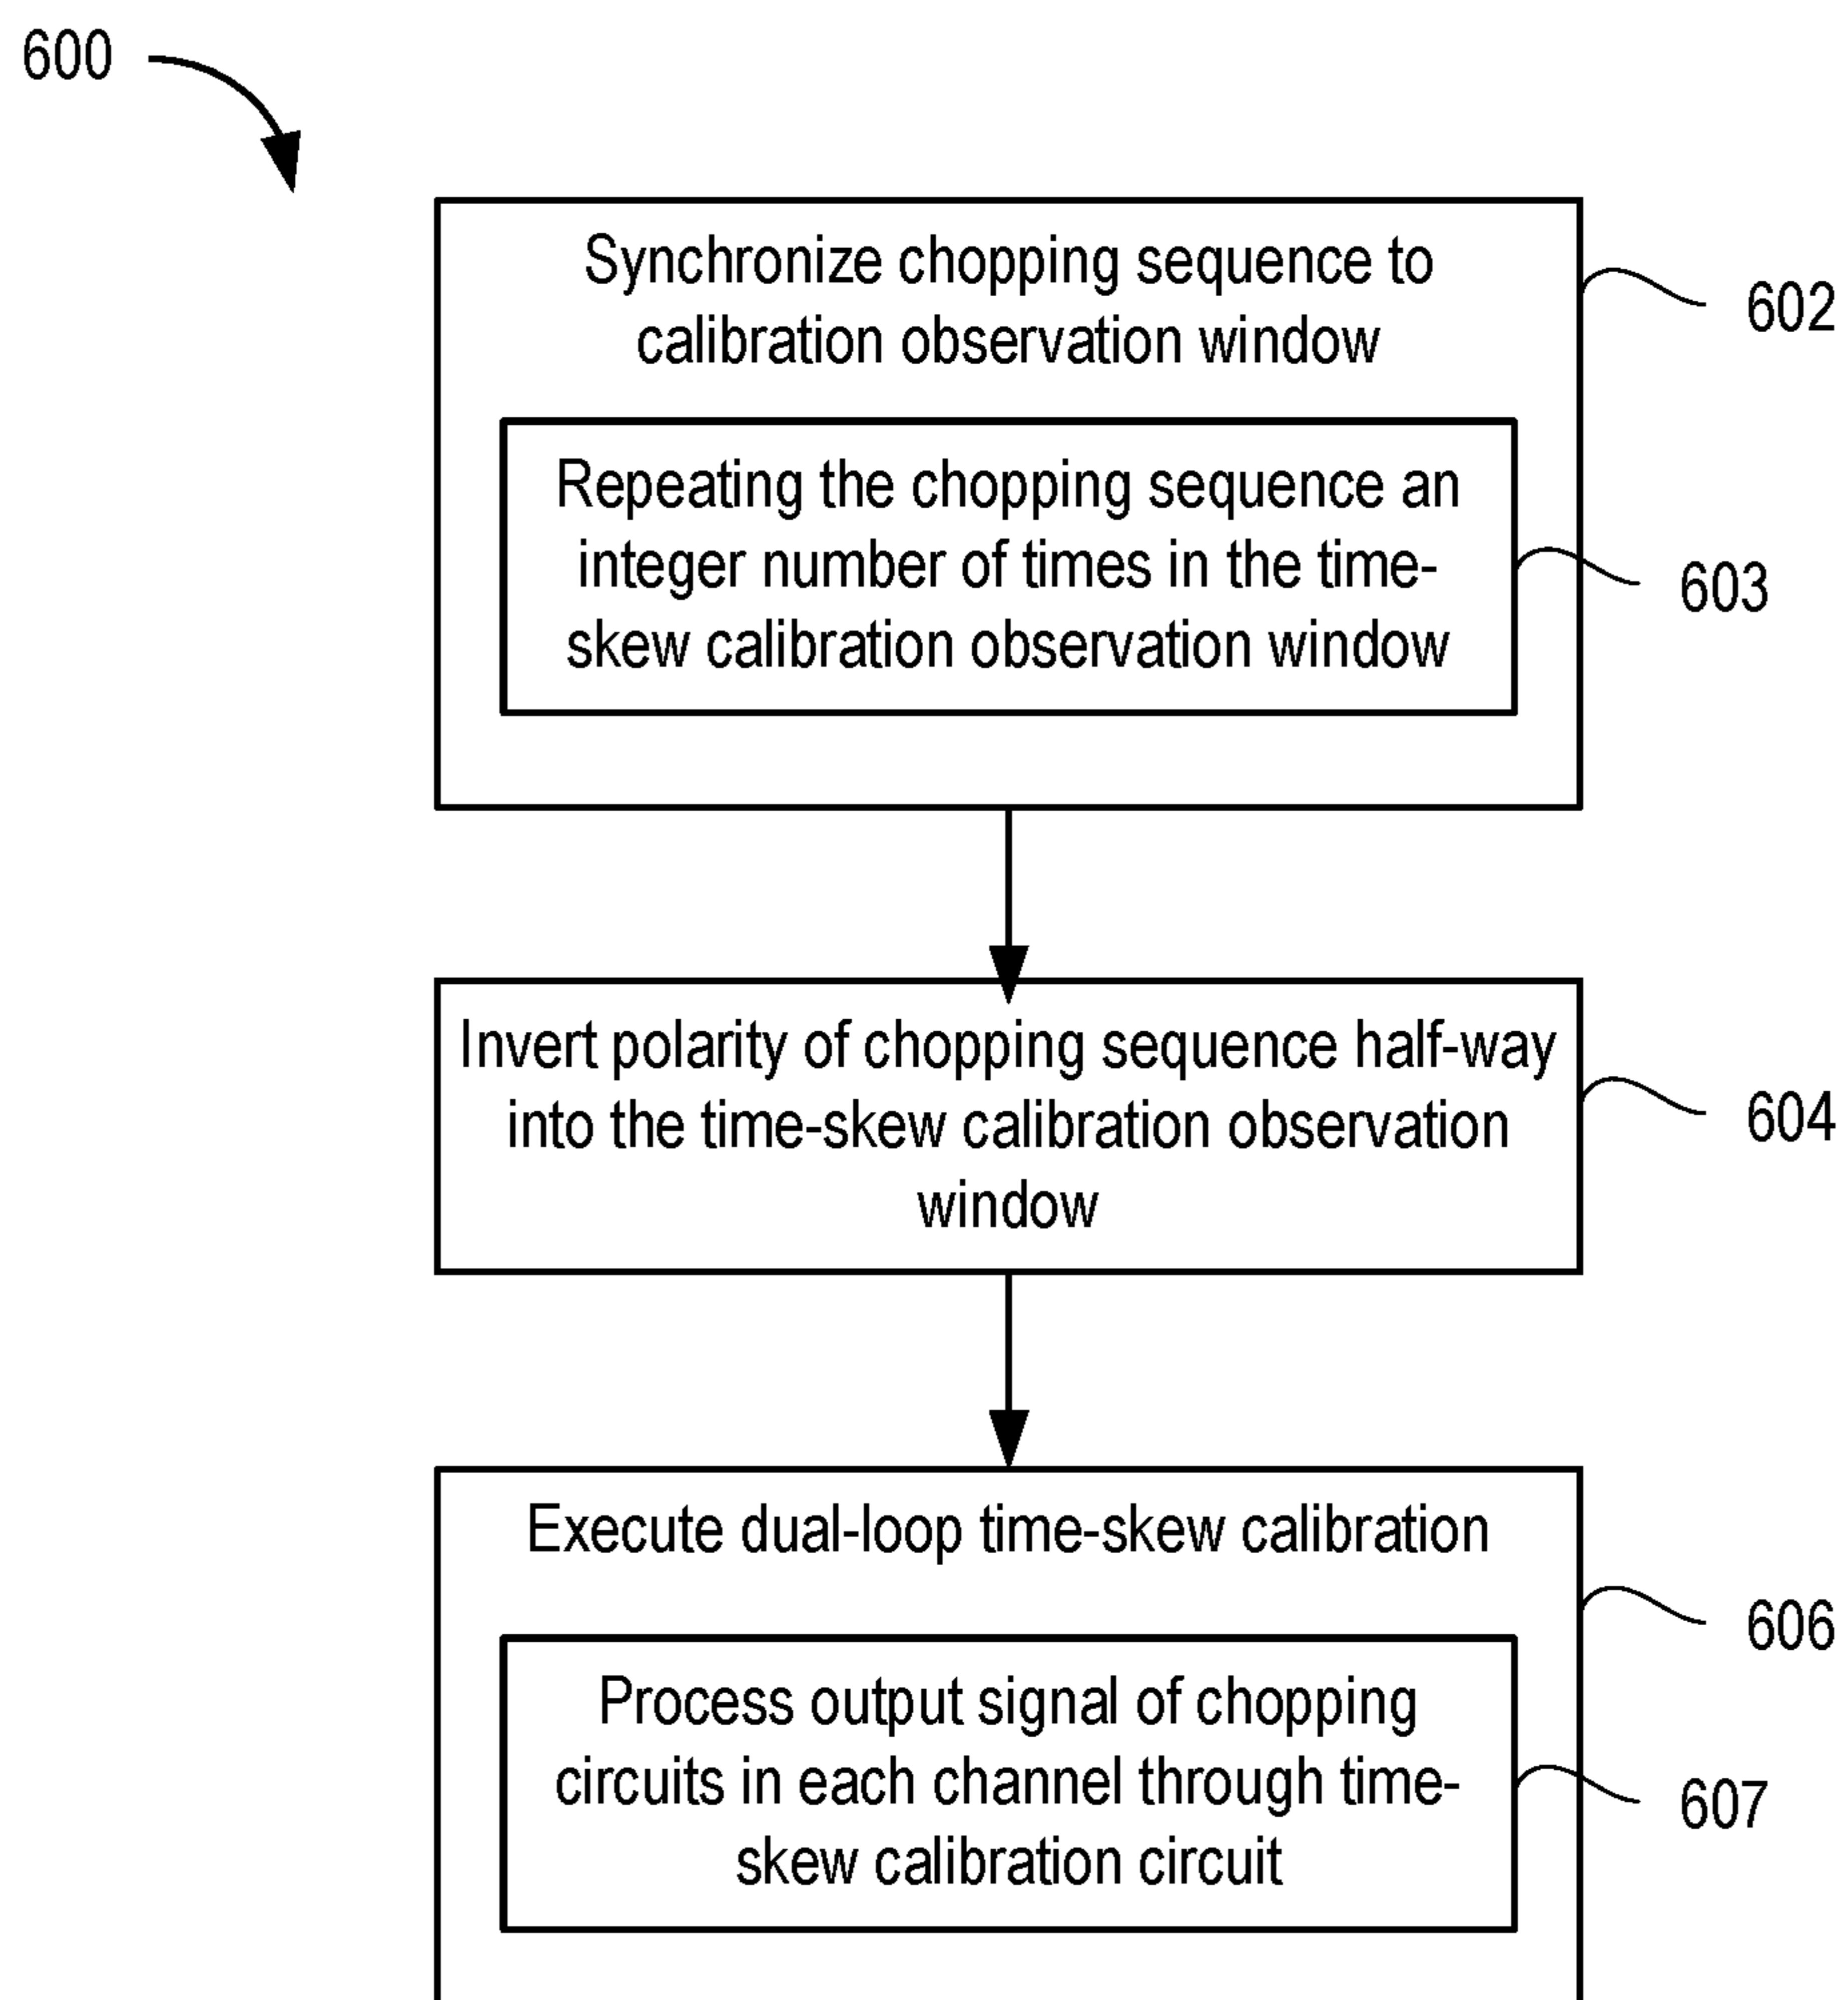 600
Synchronize chopping sequence to
calibration observation window
602
Repeating the chopping sequence an
integer number of times in the time-
skew calibration observation window
603
Invert polarity of chopping sequence half-way
into the time-skew calibration observation
window
604
Execute dual-loop time-skew calibration
606
Process output signal of chopping
circuits in each channel through time-
skew calibration circuit
607